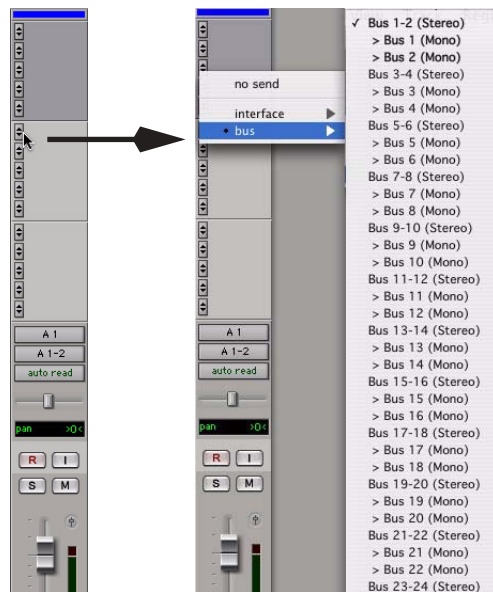 A 1
A 1-2
auto read
pan >0<
R I
S M
no send
interface
bus
A 1
A 1-2
auto read
pan >0<
R I
S M
✓ Bus 1-2 (Stereo)
> Bus 1 (Mono)
> Bus 2 (Mono)
Bus 3-4 (Stereo)
> Bus 3 (Mono)
> Bus 4 (Mono)
Bus 5-6 (Stereo)
> Bus 5 (Mono)
> Bus 6 (Mono)
Bus 7-8 (Stereo)
> Bus 7 (Mono)
> Bus 8 (Mono)
Bus 9-10 (Stereo)
> Bus 9 (Mono)
> Bus 10 (Mono)
Bus 11-12 (Stereo)
> Bus 11 (Mono)
> Bus 12 (Mono)
Bus 13-14 (Stereo)
> Bus 13 (Mono)
> Bus 14 (Mono)
Bus 15-16 (Stereo)
> Bus 15 (Mono)
> Bus 16 (Mono)
Bus 17-18 (Stereo)
> Bus 17 (Mono)
> Bus 18 (Mono)
Bus 19-20 (Stereo)
> Bus 19 (Mono)
> Bus 20 (Mono)
Bus 21-22 (Stereo)
> Bus 21 (Mono)
> Bus 22 (Mono)
Bus 23-24 (Stereo)